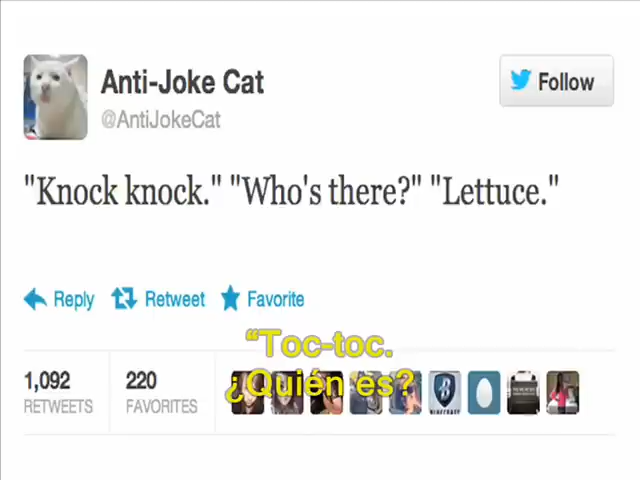 Anti-Joke Cat
@AntiJokeCat
Follow
"Knock knock." "Who's there?" "Lettuce."
Reply Retweet Favorite
“Toc-toc.
¿Quién es?
1,092 220
RETWEETS FAVORITES